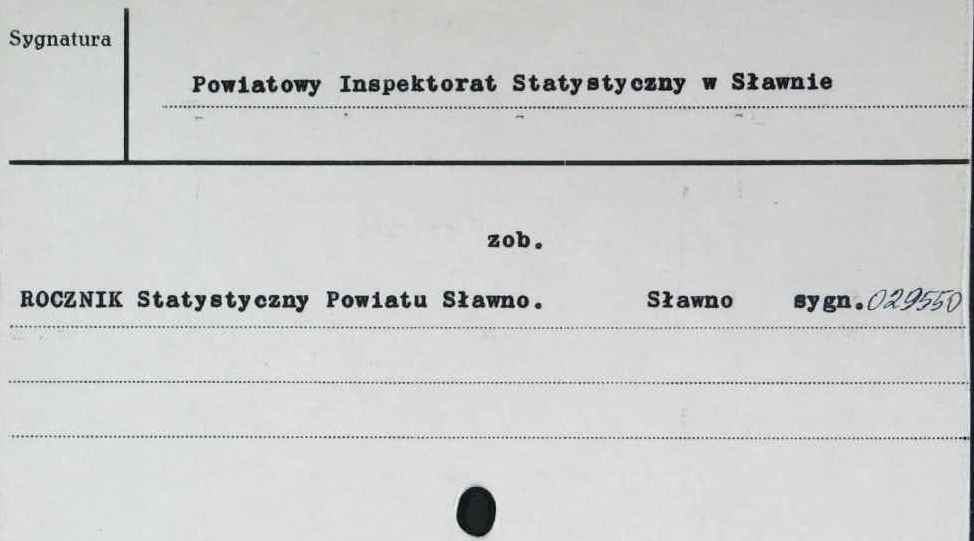 Sygnatura
Powiatowy Inspektorat Statystyczny w Sławnie
zob.
ROCZNIK Statystyczny Powiatu Sławno. Sławno sygn. 029550